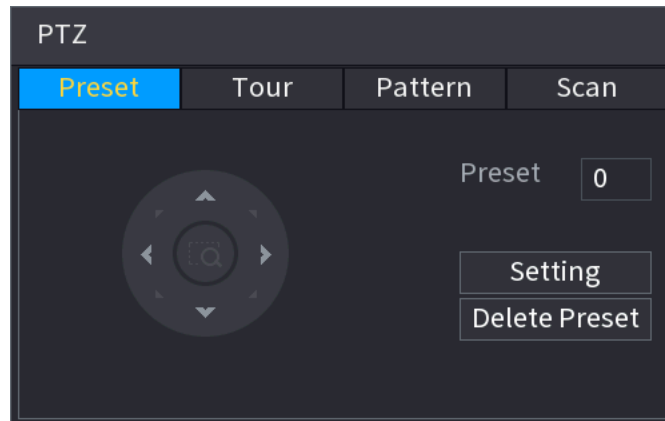 PTZ
Preset Tour Pattern Scan
Preset 0
Setting
Delete Preset